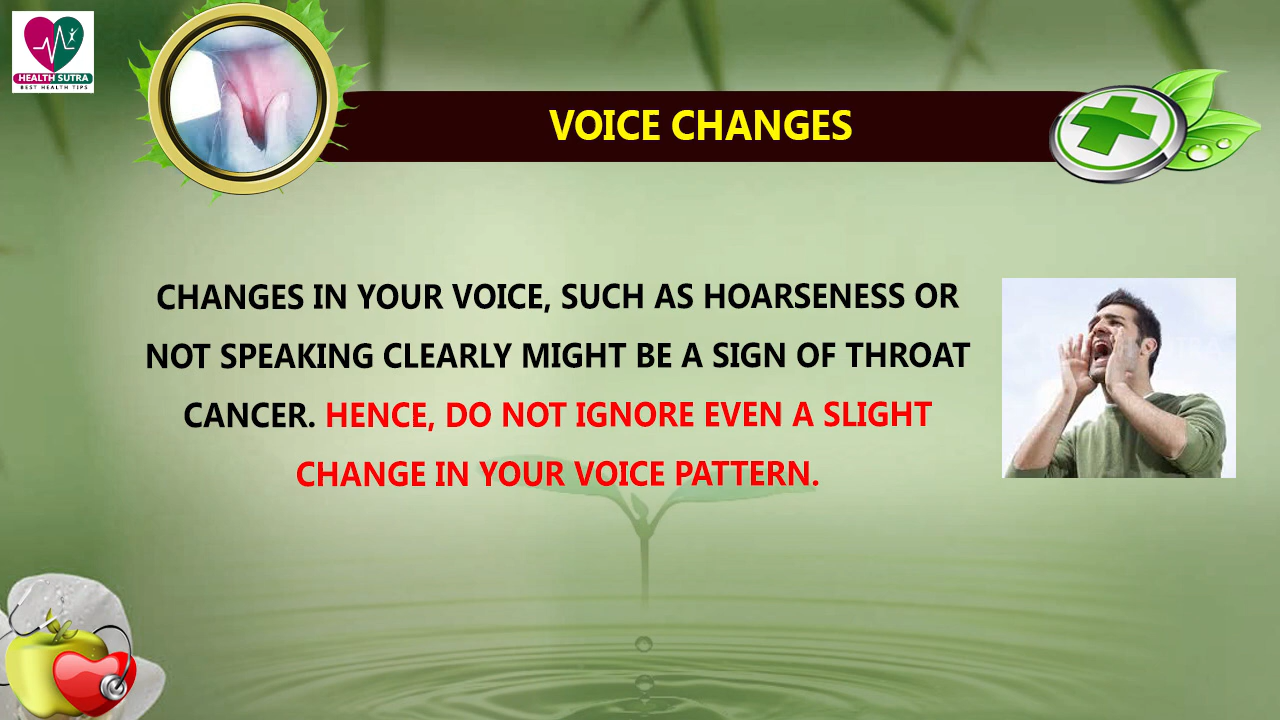 HEALTH SUTRA
BEST HEALTH TIPS
VOICE CHANGES
CHANGES IN YOUR VOICE, SUCH AS HOARSENESS OR
NOT SPEAKING CLEARLY MIGHT BE A SIGN OF THROAT
CANCER. HENCE, DO NOT IGNORE EVEN A SLIGHT
CHANGE IN YOUR VOICE PATTERN.